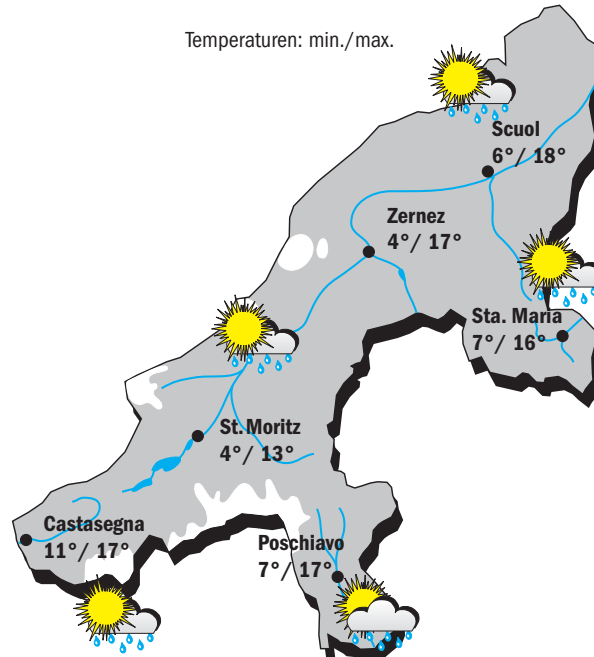 Temperaturen: min./max.
Scuol
6°/ 18°
Zernez
4°/ 17°
Sta. Maria
7°/ 16°
St. Moritz
4°/ 13°
Castasegna
11°/ 17°
Poschiavo
7°/ 17°